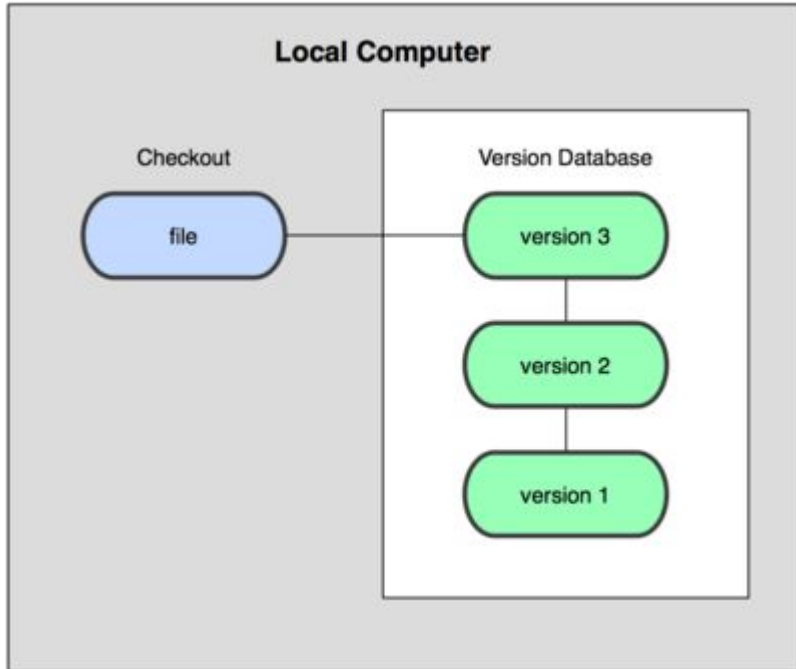 Local Computer
Checkout
Version Database
file
version 3
version 2
version 1